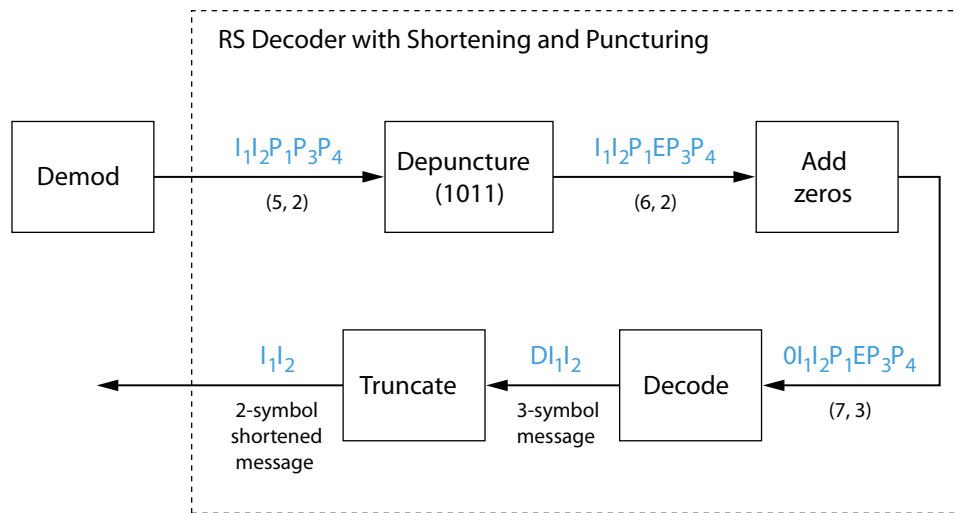 RS Decoder with Shortening and Puncturing
Demod
I₁I₂P₁P₃P₄
(5, 2)
Depuncture
(1011)
I₁I₂P₁EP₃P₄
(6, 2)
Add
zeros
0I₁I₂P₁EP₃P₄
(7, 3)
Decode
DI₁I₂
3-symbol
message
Truncate
I₁I₂
2-symbol
shortened
message